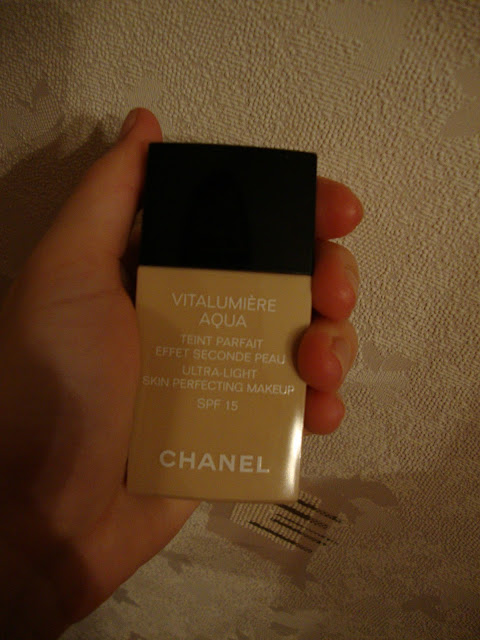 VITALUMIÈRE
AQUA
TEINT PARFAIT
EFFET SECONDE PEAU
ULTRA-LIGHT
SKIN PERFECTING MAKEUP
SPF 15
CHANEL